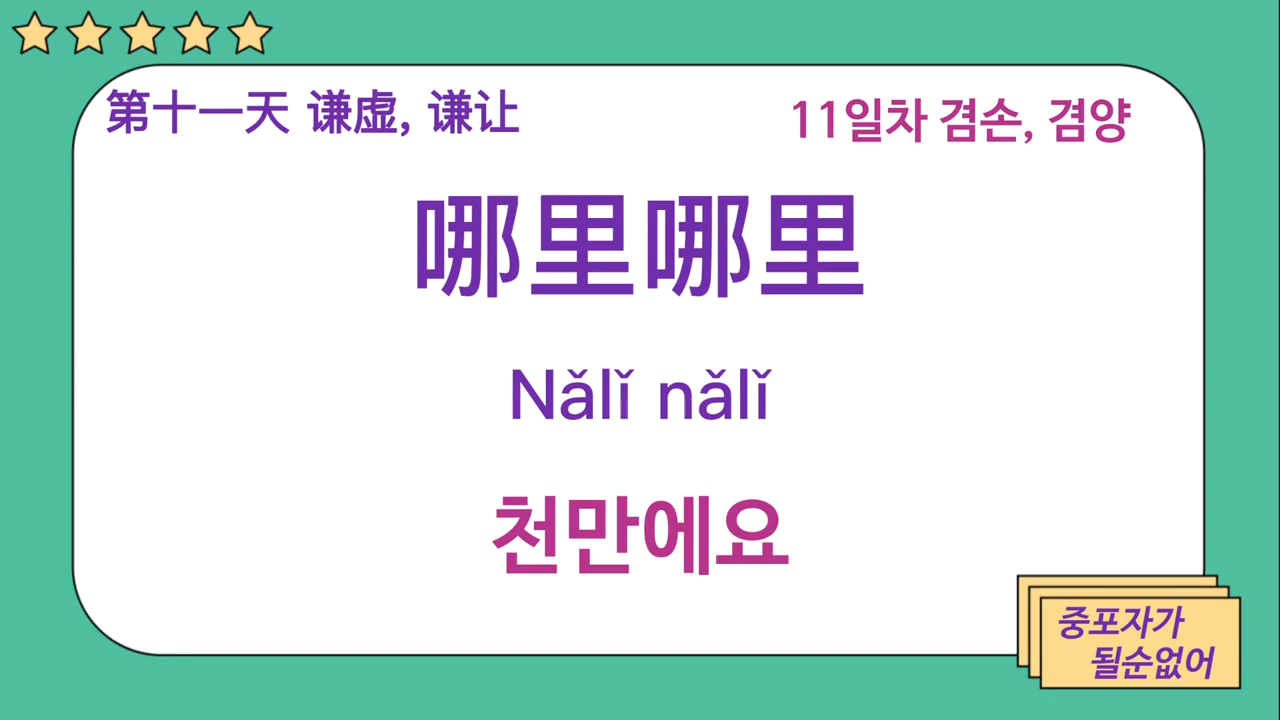 第十一天 谦虚, 谦让
11일차 겸손, 겸양
哪里哪里
Nǎlǐ nǎlǐ
천만에요
중포자가
될순없어